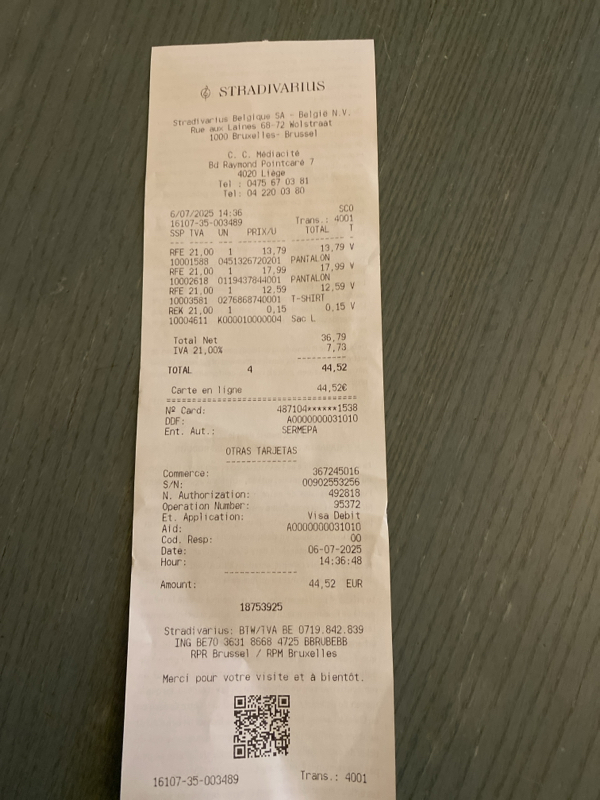 STRADIVARIUS
Stradivarius Belgique SA - België N.V.
Rue aux Laines 68-72 Wolstraat
1000 Bruxelles- Brussel
C. C. Médiacité
Bd Raymond Pointcaré 7
4020 Liège
Tel : 0475 67 03 81
Tel: 04 220 03 80
6/07/2025 14:36 SCO
16107-35-003489 Trans.: 4001
SSP TVA UN PRIX/U TOTAL T
RFE 21,00 1 13,79 13,79 V
10001588 0451326720201 PANTALON
RFE 21,00 1 17,99 17,99 V
10002618 0119437844001 PANTALON
RFE 21,00 1 12,59 12,59 V
10003581 0276868740001 T-SHIRT
REK 21,00 1 0,15 0,15 V
10004611 K000010000004 Sac L
Total Net 36,79
IVA 21,00% 7,73
TOTAL 4 44,52
Carte en ligne 44,52€
Nº Card: 487104******1538
DDF: A0000000031010
Ent. Aut.: SERMEPA
OTRAS TARJETAS
Commerce: 367245016
S/N: 00902553256
N. Authorization: 492818
Operation Number: 95372
Et. Application: Visa Debit
Aid: A0000000031010
Cod. Resp: 00
Date: 06-07-2025
Hour: 14:36:48
Amount: 44,52 EUR
18753925
Stradivarius: BTW/TVA BE 0719.842.839
ING BE70 3631 8668 4725 BBRUBEBB
RPR Brussel / RPM Bruxelles
Merci pour votre visite et à bientôt.
16107-35-003489 Trans.: 4001